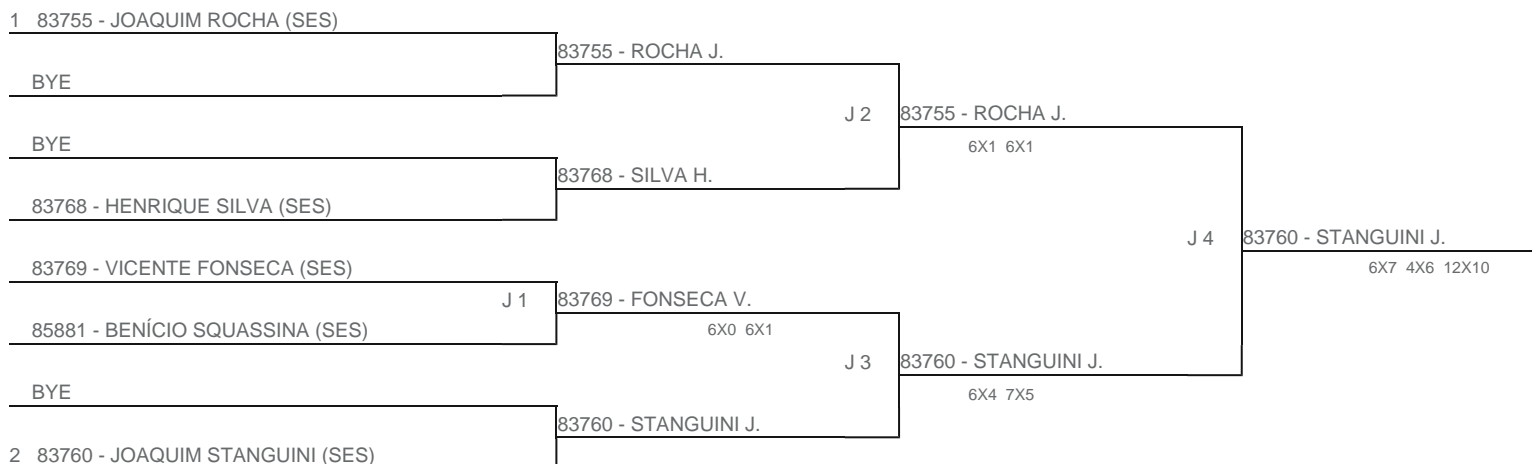 1 83755 - JOAQUIM ROCHA (SES)
83755 - ROCHA J.
BYE
J 2
83755 - ROCHA J.
BYE
6X1 6X1
83768 - SILVA H.
83768 - HENRIQUE SILVA (SES)
J 4
83760 - STANGUINI J.
83769 - VICENTE FONSECA (SES)
6X7 4X6 12X10
J 1
83769 - FONSECA V.
85881 - BENÍCIO SQUASSINA (SES)
6X0 6X1
J 3
83760 - STANGUINI J.
BYE
6X4 7X5
83760 - STANGUINI J.
2 83760 - JOAQUIM STANGUINI (SES)